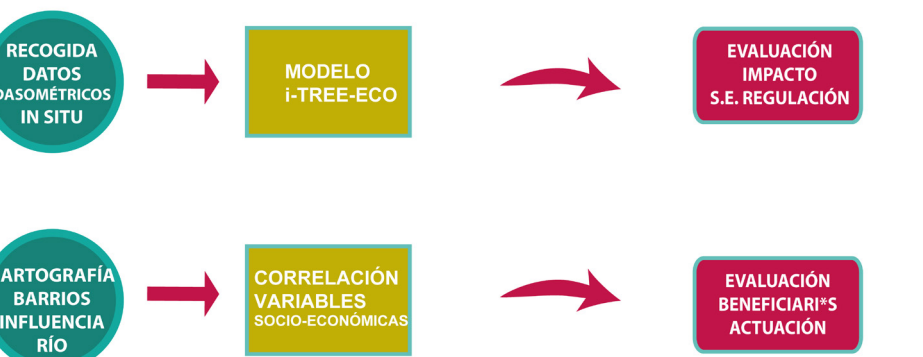 RECOGIDA
DATOS
DASOMÉTRICOS
IN SITU
MODELO
i-TREE-ECO
EVALUACIÓN
IMPACTO
S.E. REGULACIÓN
CARTOGRAFÍA
BARRIOS
INFLUENCIA
RÍO
CORRELACIÓN
VARIABLES
SOCIO-ECONÓMICAS
EVALUACIÓN
BENEFICIARI*S
ACTUACIÓN